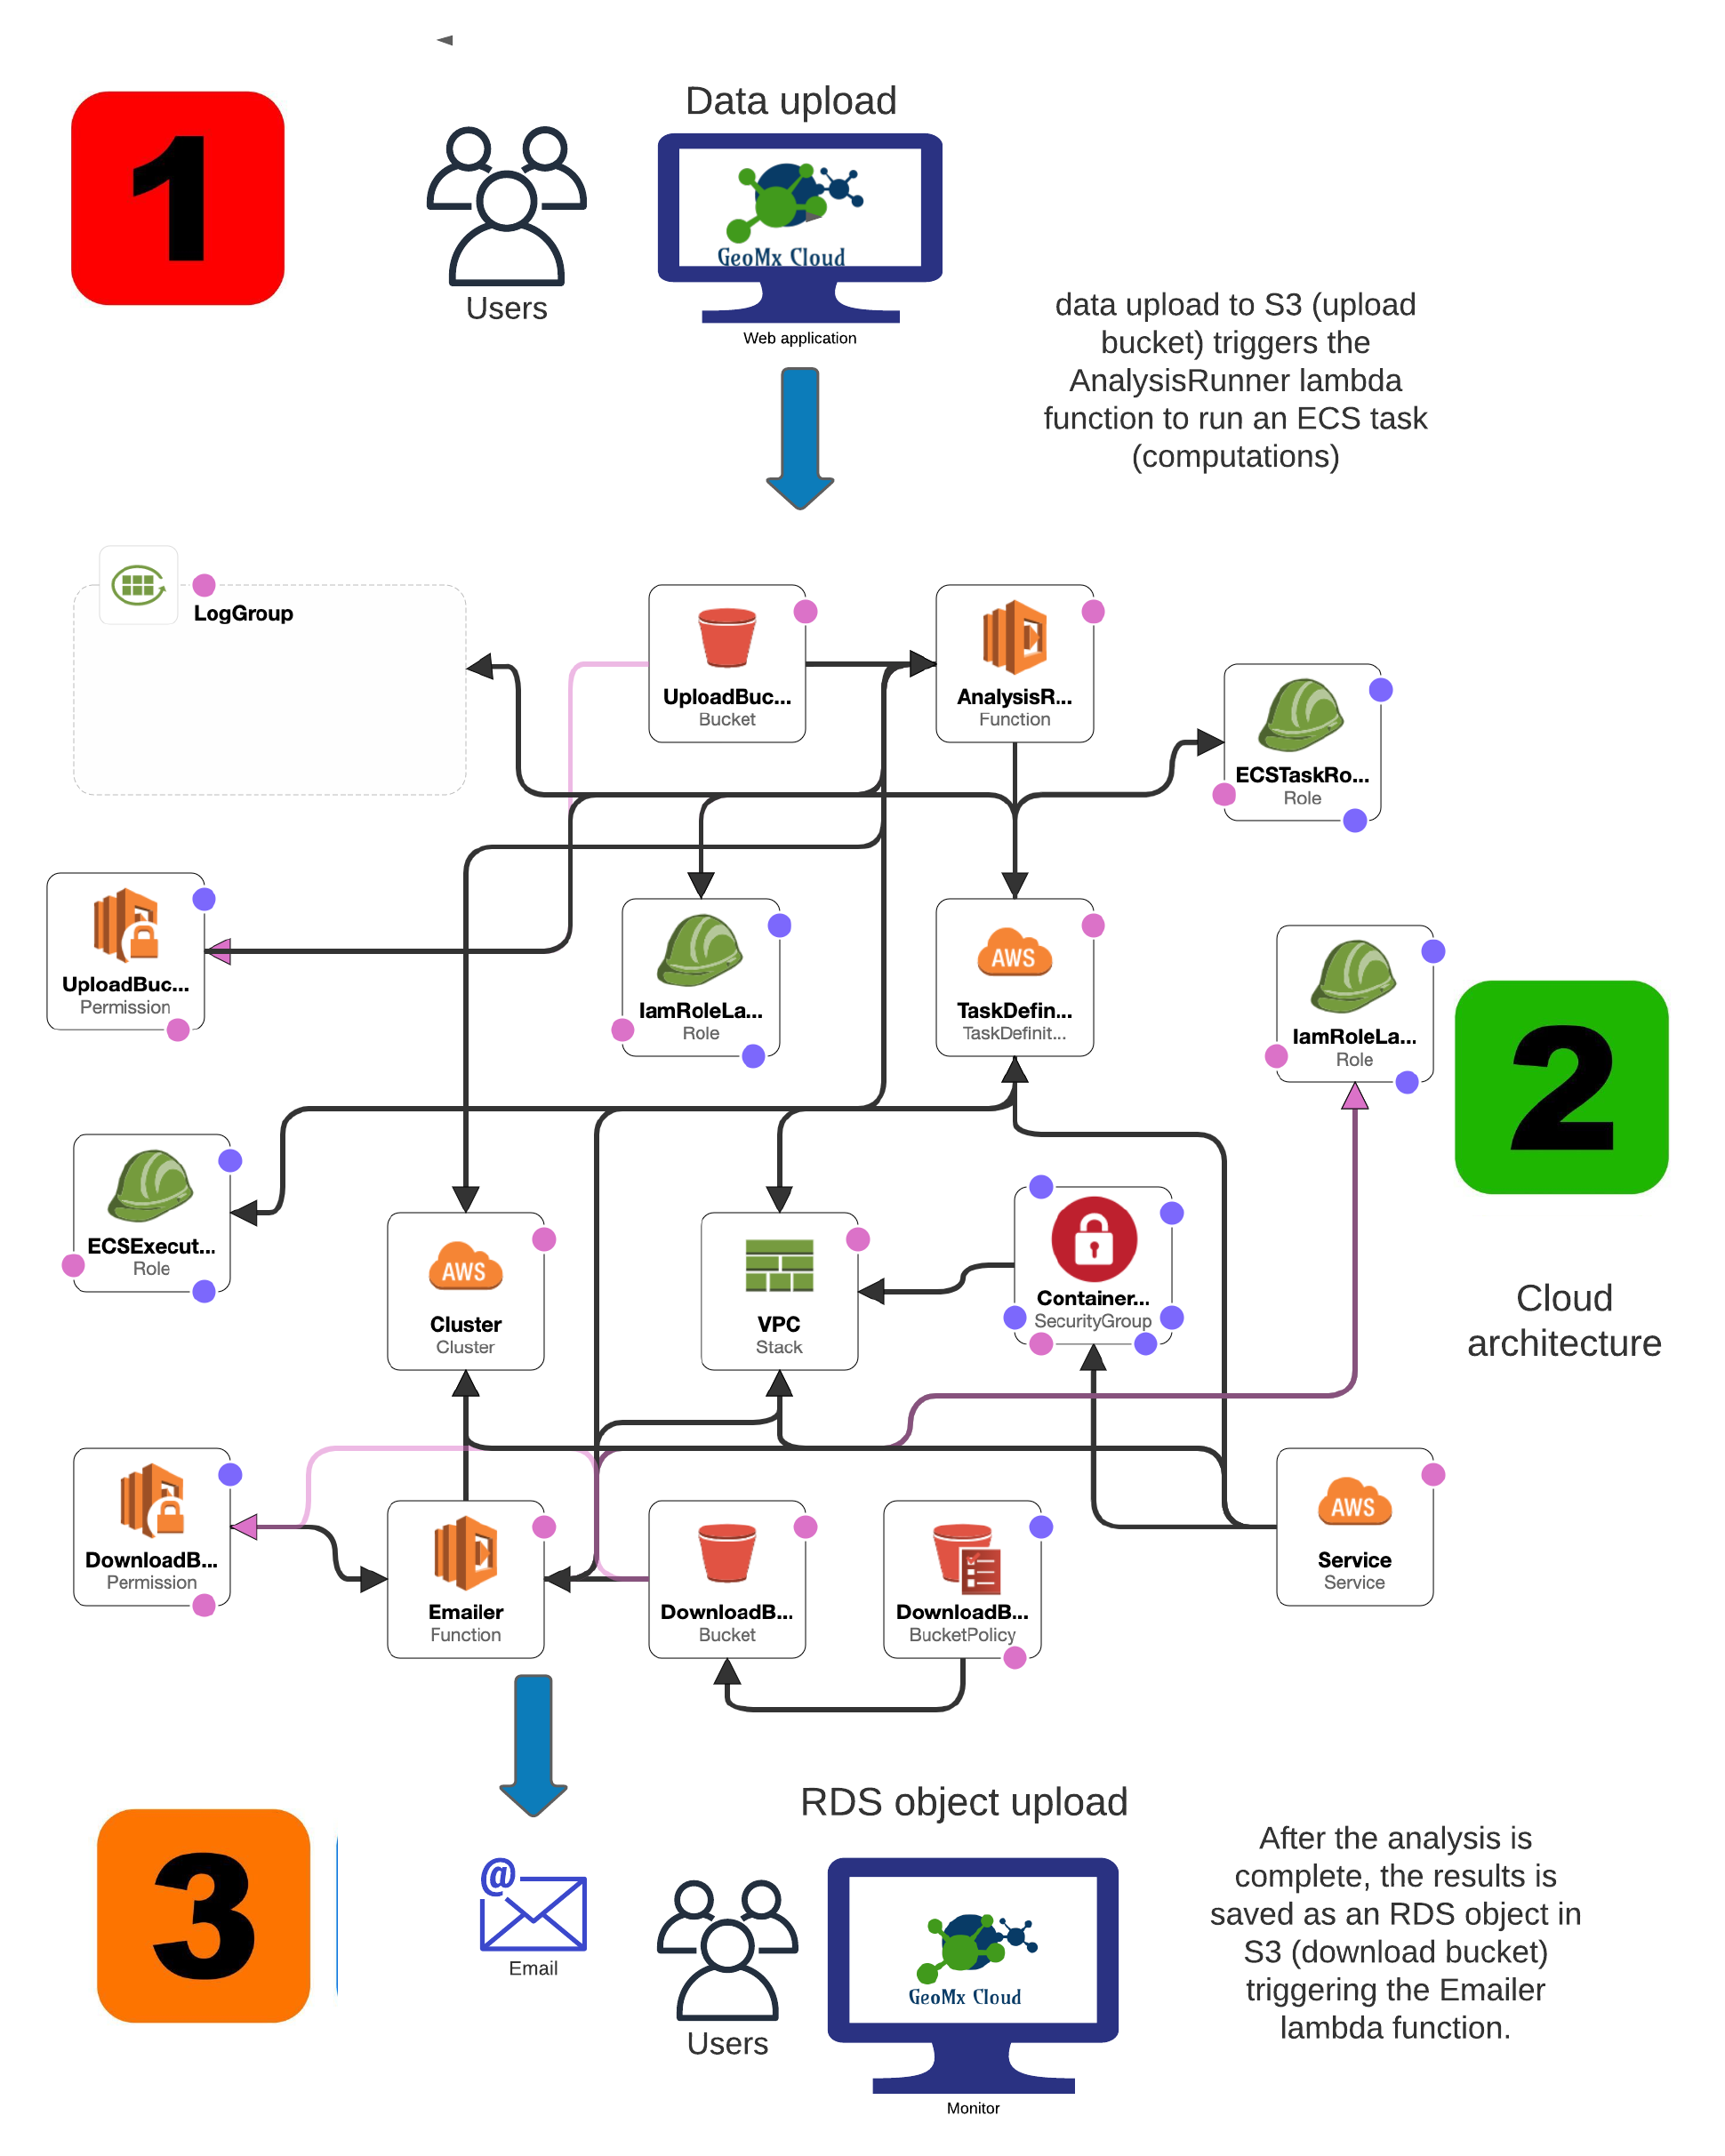 1
Data upload
GeoMx Cloud
Users
Web application
data upload to S3 (upload
bucket) triggers the
AnalysisRunner lambda
function to run an ECS task
(computations)
LogGroup
UploadBuc...
Bucket
AnalysisR...
Function
ECSTaskRo...
Role
UploadBuc...
Permission
IamRoleLa...
Role
AWS
TaskDefin...
TaskDefinit...
IamRoleLa...
Role
2
ECSExecut...
Role
AWS
Cluster
Cluster
VPC
Stack
Container...
SecurityGroup
Cloud
architecture
DownloadB...
Permission
Emailer
Function
DownloadB...
Bucket
DownloadB...
BucketPolicy
AWS
Service
Service
3
RDS object upload
@
Email
Users
GeoMx Cloud
Monitor
After the analysis is
complete, the results is
saved as an RDS object in
S3 (download bucket)
triggering the Emailer
lambda function.